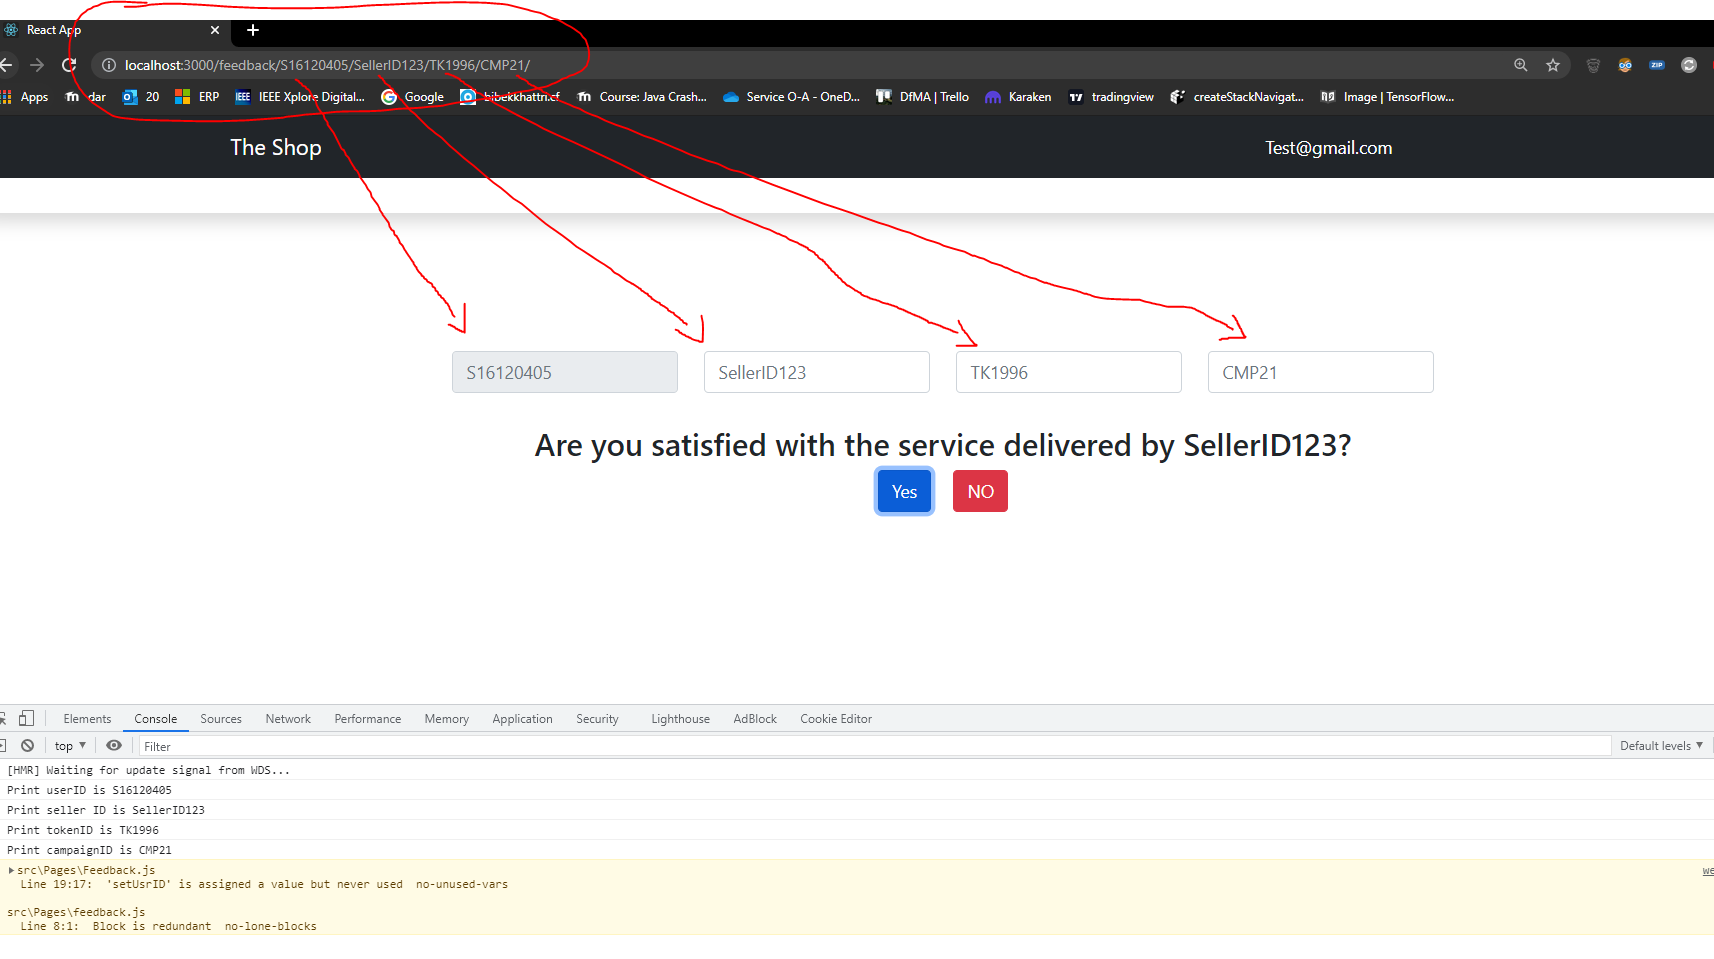 React App
localhost:3000/feedback/S16120405/SellerID123/TK1996/CMP21/
Apps dar 20 ERP IEEE Xplore Digital... Google bibekkhattri.cf Course: Java Crash... Service O-A - OneD... DfMA | Trello Karaken tradingview createStackNavigat... Image | TensorFlow...
The Shop Test@gmail.com
S16120405 SellerID123 TK1996 CMP21
Are you satisfied with the service delivered by SellerID123?
Yes NO
Elements Console Sources Network Performance Memory Application Security Lighthouse AdBlock Cookie Editor
top Filter Default levels
[HMR] Waiting for update signal from WDS...
Print userID is S16120405
Print seller ID is SellerID123
Print tokenID is TK1996
Print campaignID is CMP21
src\Pages\Feedback.js we
Line 19:17: 'setUsrID' is assigned a value but never used no-unused-vars
src\Pages\feedback.js
Line 8:1: Block is redundant no-lone-blocks